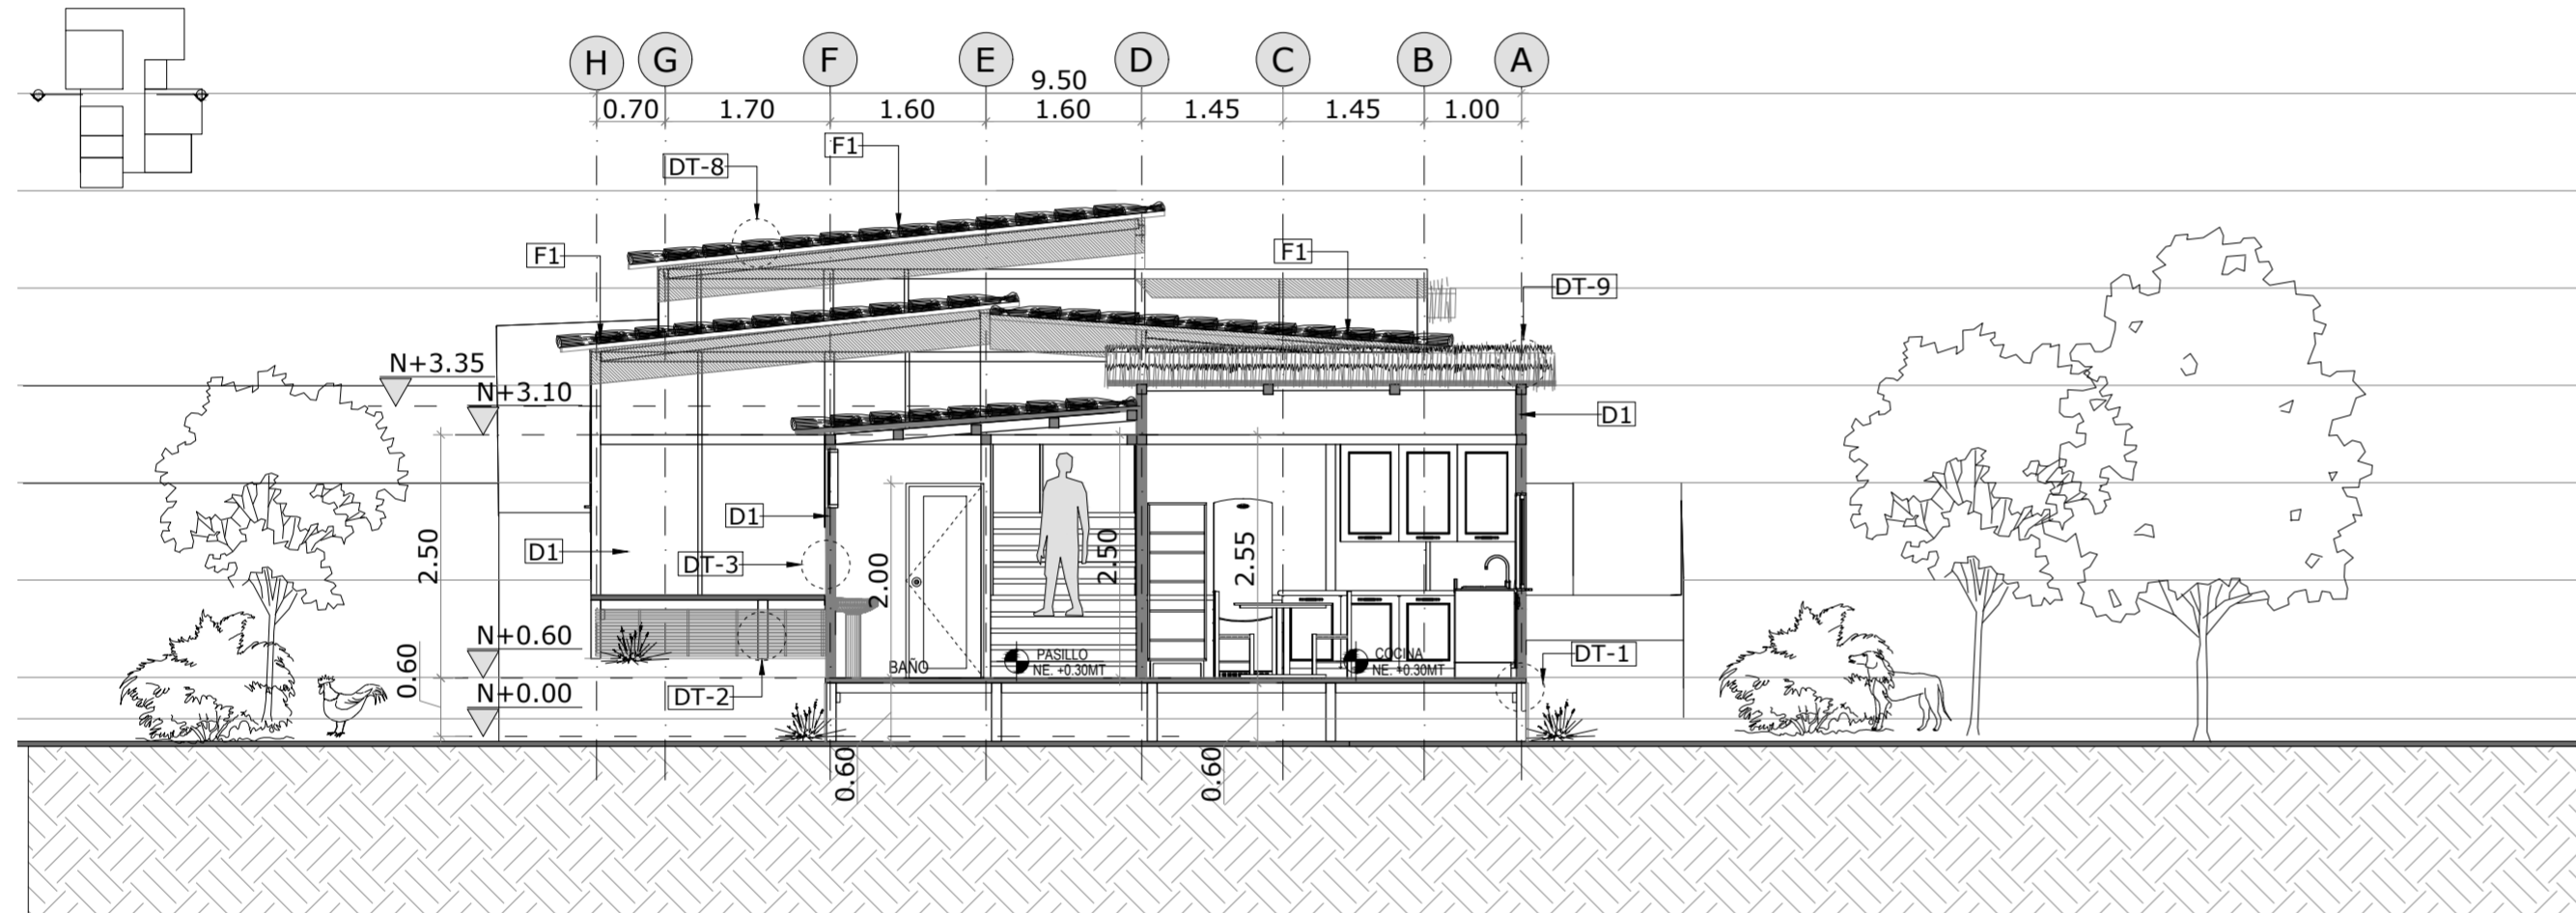 H G F E D C B A
9.50
0.70 1.70 1.60 1.60 1.45 1.45 1.00
F1
DT-8
F1
F1
DT-9
N+3.35
N+3.10
D1
D1
D1
DT-3
2.50
2.00
2.50
2.55
N+0.60
0.60
BAÑO
PASILLO
NE. +0.30MT
COCINA
NE. +0.30MT
DT-1
DT-2
N+0.00
0.60
0.60